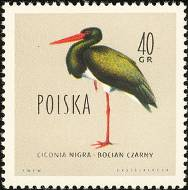 40
GR
POLSKA
CICONIA NIGRA - BOCIAN CZARNY